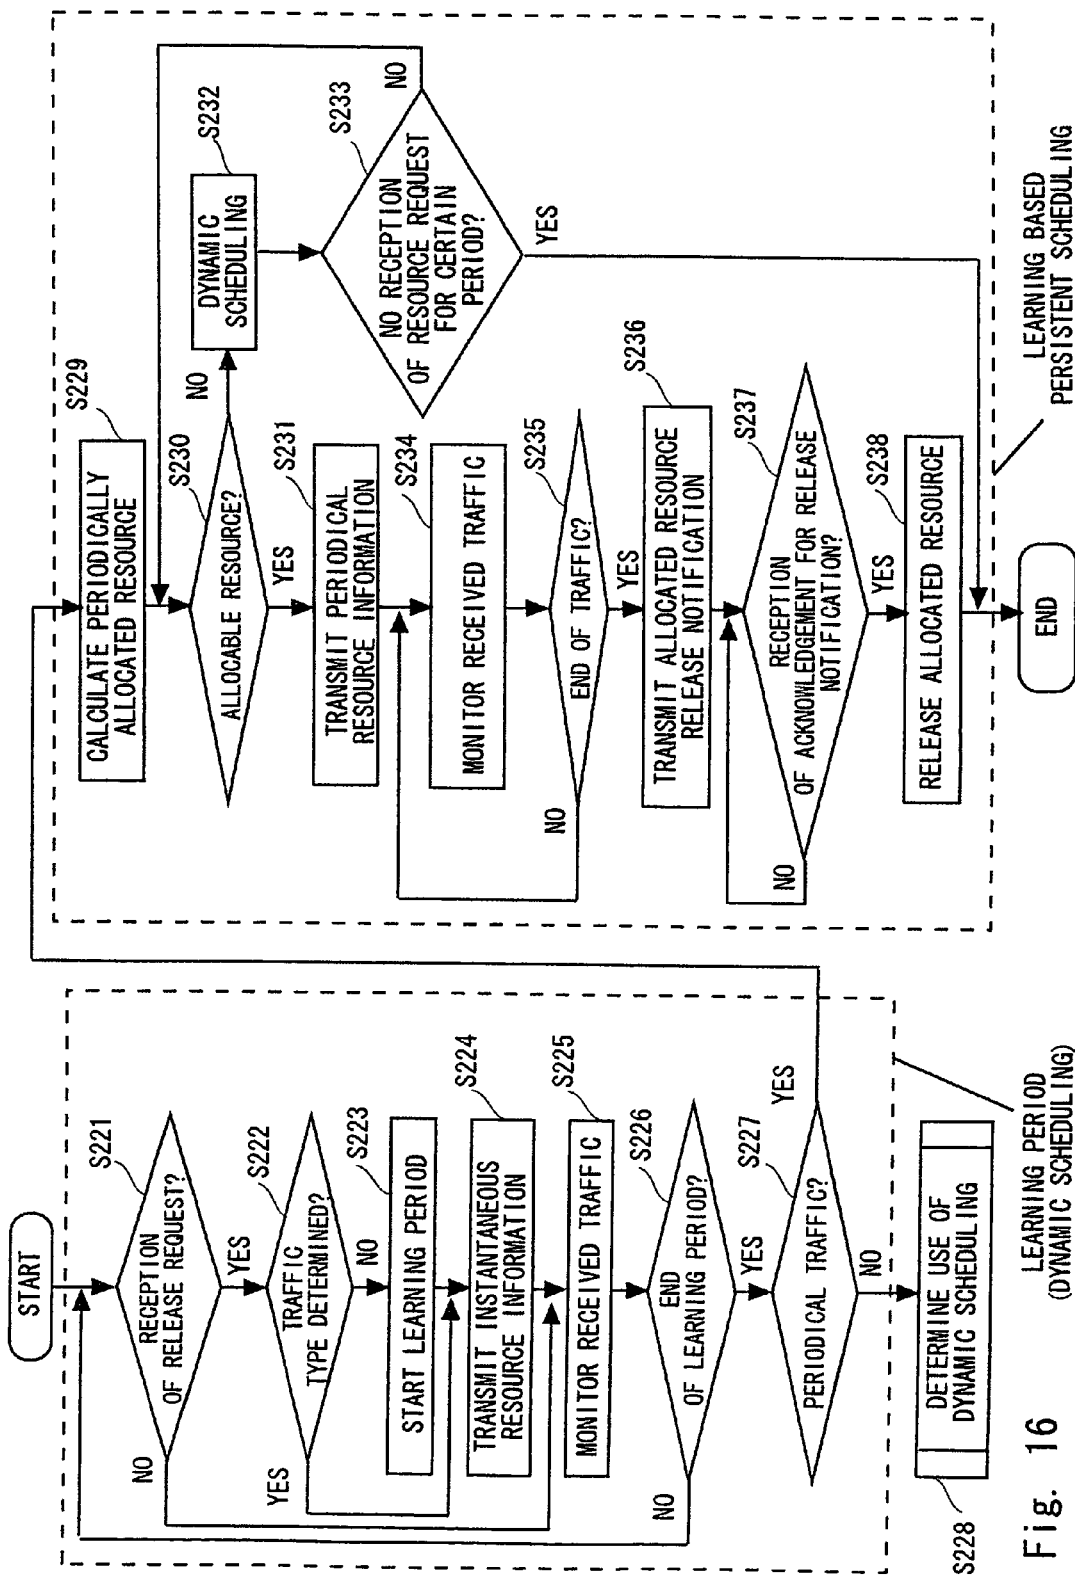 START
RECEPTION
OF RELEASE REQUEST?
S221
NO
YES
TRAFFIC
TYPE DETERMINED?
S222
YES
NO
START LEARNING PERIOD
S223
TRANSMIT INSTANTANEOUS
RESOURCE INFORMATION
S224
MONITOR RECEIVED TRAFFIC
S225
END
OF LEARNING PERIOD?
S226
NO
YES
PERIODICAL TRAFFIC?
S227
YES
NO
DETERMINE USE OF
DYNAMIC SCHEDULING
S228
LEARNING PERIOD
(DYNAMIC SCHEDULING)
CALCULATE PERIODICALLY
ALLOCATED RESOURCE
S229
ALLOCABLE RESOURCE?
S230
NO
YES
DYNAMIC
SCHEDULING
S232
NO RECEPTION
OF RESOURCE REQUEST
FOR CERTAIN
PERIOD?
S233
NO
YES
TRANSMIT PERIODICAL
RESOURCE INFORMATION
S231
MONITOR RECEIVED TRAFFIC
S234
END OF TRAFFIC?
S235
NO
YES
TRANSMIT ALLOCATED RESOURCE
RELEASE NOTIFICATION
S236
RECEPTION
OF ACKNOWLEDGEMENT FOR RELEASE
NOTIFICATION?
S237
NO
YES
RELEASE ALLOCATED RESOURCE
S238
END
LEARNING BASED
PERSISTENT SCHEDULING
Fig. 16